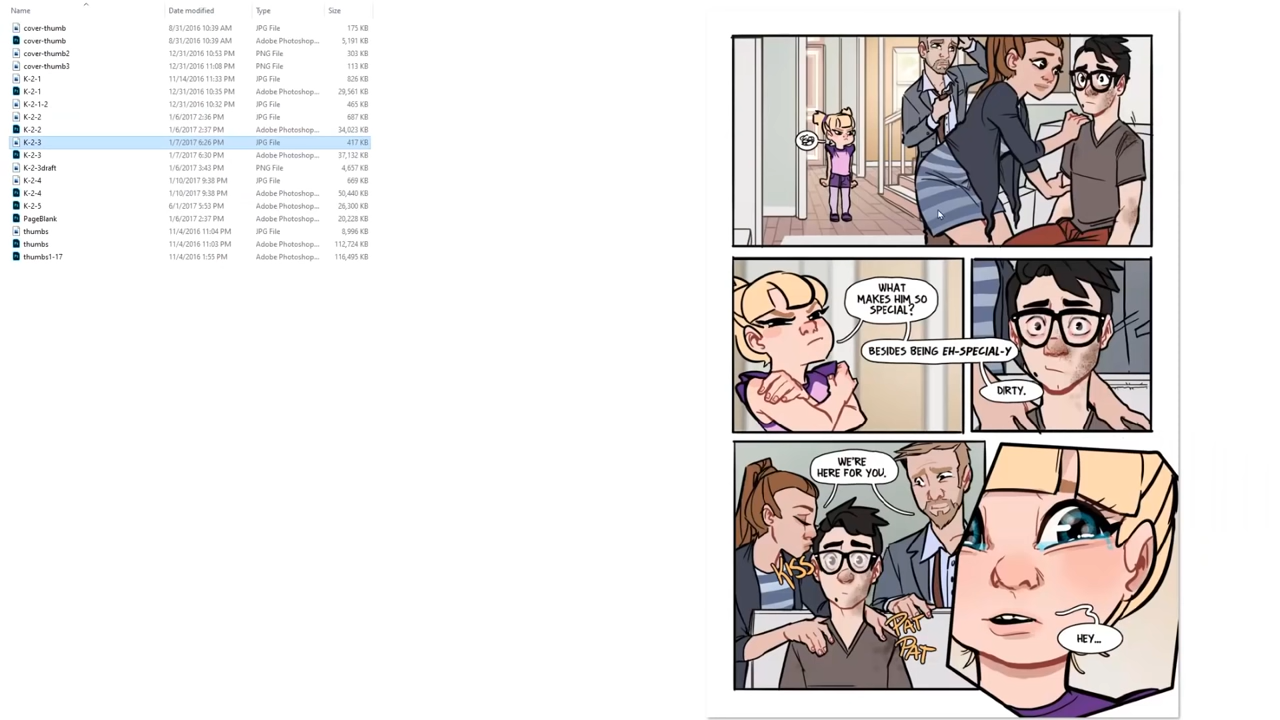 Name Date modified Type Size
cover-thumb 8/31/2016 10:39 AM JPG File 175 KB
cover-thumb 8/31/2016 10:39 AM Adobe Photoshop... 5,191 KB
cover-thumb2 12/31/2016 10:53 PM PNG File 303 KB
cover-thumb3 12/31/2016 11:08 PM PNG File 113 KB
K-2-1 11/14/2016 11:33 PM JPG File 826 KB
K-2-1 12/31/2016 10:35 PM Adobe Photoshop... 29,561 KB
K-2-1-2 12/31/2016 10:32 PM JPG File 465 KB
K-2-2 1/6/2017 2:36 PM JPG File 687 KB
K-2-2 1/6/2017 2:37 PM Adobe Photoshop... 34,023 KB
K-2-3 1/7/2017 6:26 PM JPG File 417 KB
K-2-3 1/7/2017 6:30 PM Adobe Photoshop... 37,132 KB
K-2-3draft 1/6/2017 3:43 PM PNG File 4,657 KB
K-2-4 1/10/2017 9:38 PM JPG File 669 KB
K-2-4 1/10/2017 9:38 PM Adobe Photoshop... 50,440 KB
K-2-5 6/1/2017 5:53 PM Adobe Photoshop... 26,300 KB
PageBlank 1/6/2017 2:37 PM Adobe Photoshop... 20,228 KB
thumbs 11/4/2016 11:04 PM JPG File 8,996 KB
thumbs 11/4/2016 11:03 PM Adobe Photoshop... 112,724 KB
thumbs1-17 11/4/2016 1:55 PM Adobe Photoshop... 116,495 KB
WHAT
MAKES HIM SO
SPECIAL?
BESIDES BEING EH-SPECIAL-Y
DIRTY.
WE'RE
HERE FOR YOU.
KISS
PAT
PAT
HEY...